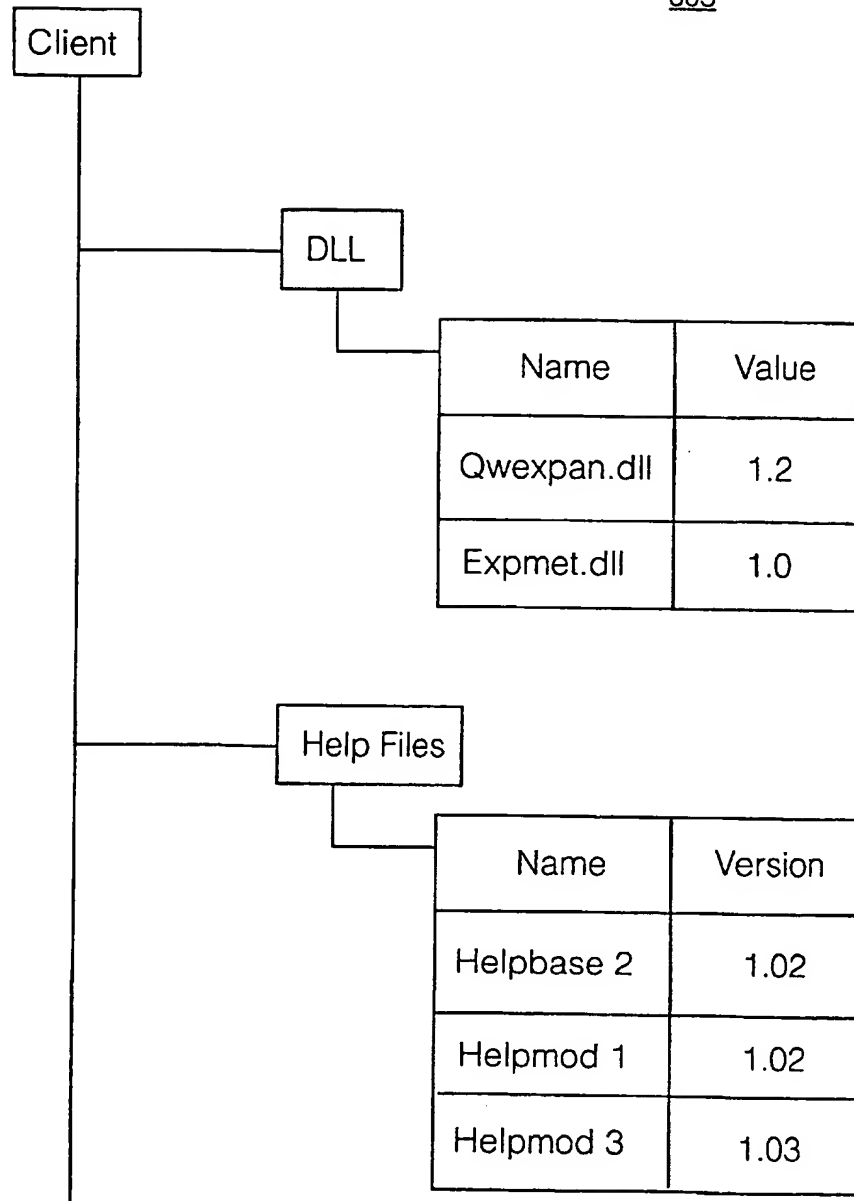 Client
DLL
Name Value
Qwexpan.dll 1.2
Expmet.dll 1.0
Help Files
Name Version
Helpbase 2 1.02
Helpmod 1 1.02
Helpmod 3 1.03